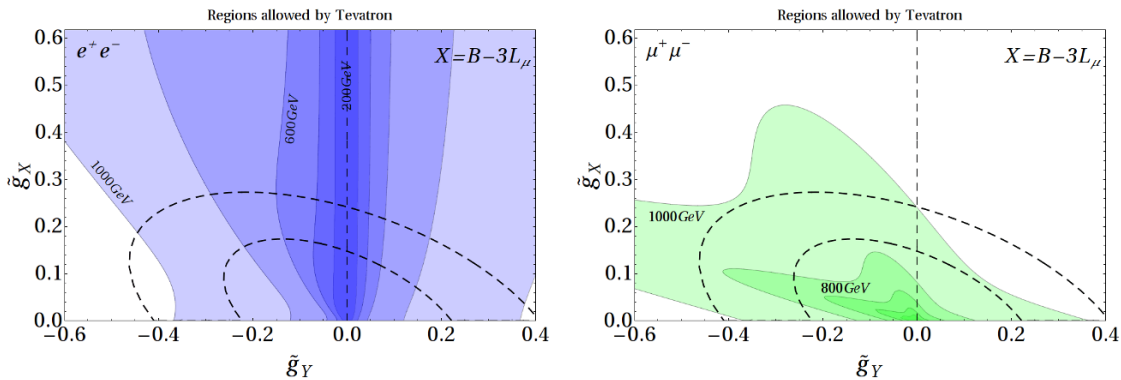 Regions allowed by Tevatron
e⁺e⁻
X=B−3L_μ
1000GeV
600GeV
200GeV
g̃_X
0.6
0.5
0.4
0.3
0.2
0.1
0.0
−0.6 −0.4 −0.2 0.0 0.2 0.4
g̃_Y
Regions allowed by Tevatron
μ⁺μ⁻
X=B−3L_μ
1000GeV
800GeV
g̃_X
0.6
0.5
0.4
0.3
0.2
0.1
0.0
−0.6 −0.4 −0.2 0.0 0.2 0.4
g̃_Y